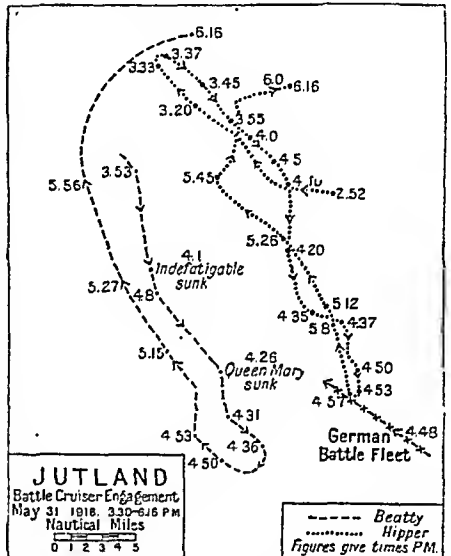 6.16
3.37
3.33
3.45
6.0
6.16
3.20
3.55
4.0
4.5
3.53
5.45
2.52
5.56
4.1
Indefatigable
sunk
5.26
4.20
5.27
4.8
5.12
4.35
5.8
4.37
5.15
4.26
Queen Mary
sunk
4.50
4.53
4.57
4.31
4.36
4.53
4.50
4.48
German
Battle Fleet
JUTLAND
Battle Cruiser Engagement
May 31 1916. 3.30-6.16 PM
Nautical Miles
0 1 2 3 4 5
Beatty
Hipper
Figures give times PM.